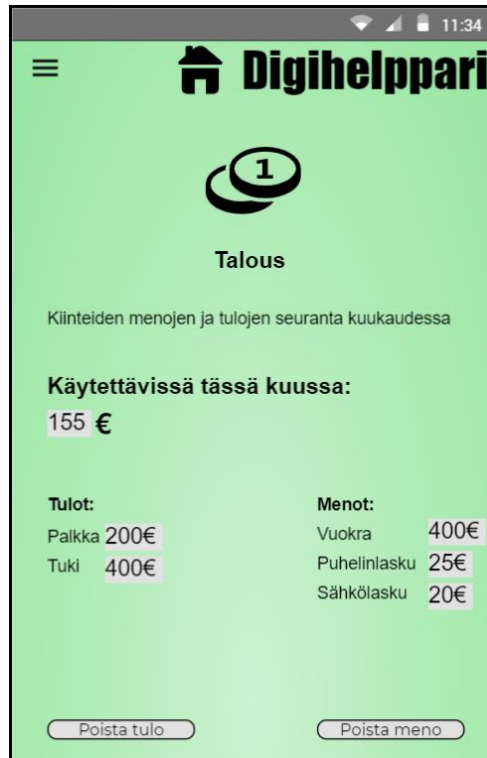 11:34
Digihelppari
1
Talous
Kiinteiden menojen ja tulojen seuranta kuukaudessa
Käytettävissä tässä kuussa:
155 €
Tulot:
Palkka 200€
Tuki 400€
Menot:
Vuokra 400€
Puhelinlasku 25€
Sähkölasku 20€
Poista tulo
Poista meno